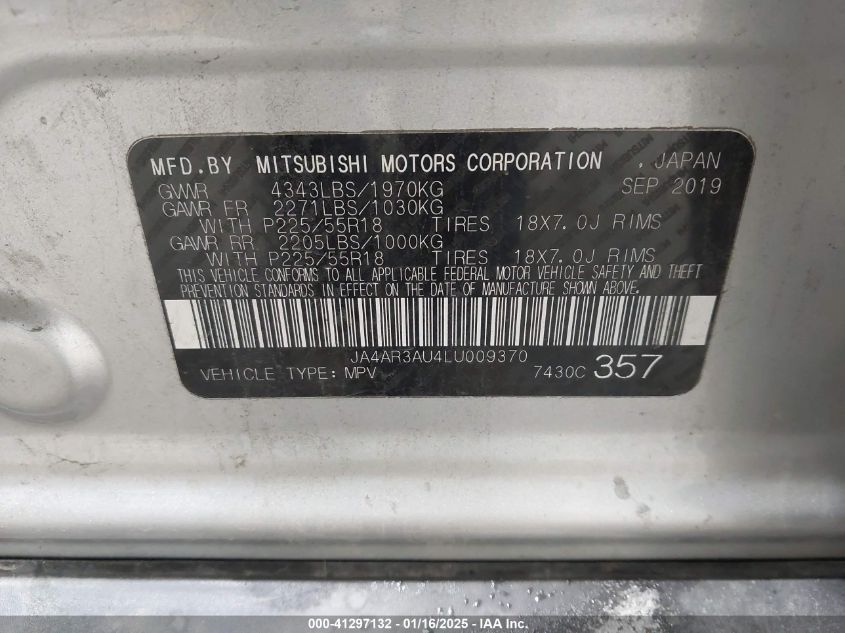 MFD.BY MITSUBISHI MOTORS CORPORATION , JAPAN
GVWR 4343LBS/1970KG SEP 2019
GAWR FR 2271LBS/1030KG
WITH P225/55R18 TIRES 18X7.0J RIMS
GAWR RR 2205LBS/1000KG
WITH P225/55R18 TIRES 18X7.0J RIMS
THIS VEHICLE CONFORMS TO ALL APPLICABLE FEDERAL MOTOR VEHICLE SAFETY AND THEFT
PREVENTION STANDARDS IN EFFECT ON THE DATE OF MANUFACTURE SHOWN ABOVE.
JA4AR3AU4LU009370
VEHICLE TYPE: MPV 7430C 357
000-41297132 - 01/16/2025 - IAA Inc.